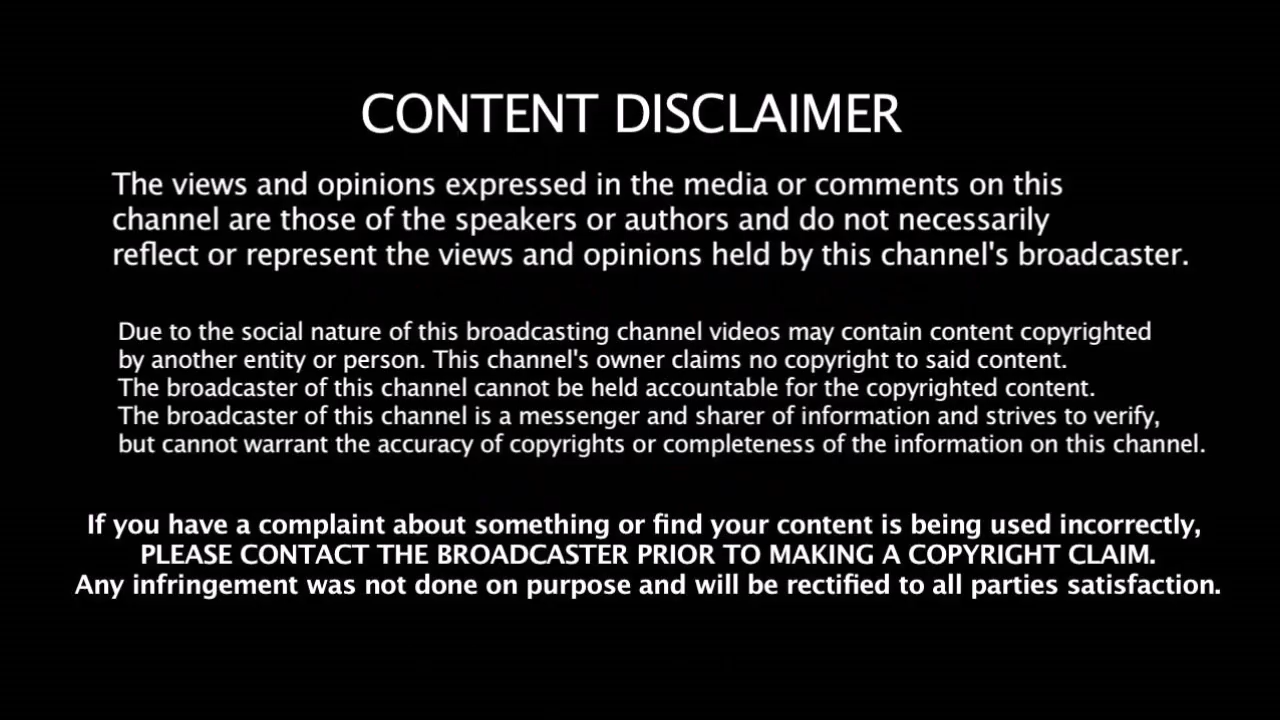 CONTENT DISCLAIMER
The views and opinions expressed in the media or comments on this
channel are those of the speakers or authors and do not necessarily
reflect or represent the views and opinions held by this channel's broadcaster.
Due to the social nature of this broadcasting channel videos may contain content copyrighted
by another entity or person. This channel's owner claims no copyright to said content.
The broadcaster of this channel cannot be held accountable for the copyrighted content.
The broadcaster of this channel is a messenger and sharer of information and strives to verify,
but cannot warrant the accuracy of copyrights or completeness of the information on this channel.
If you have a complaint about something or find your content is being used incorrectly,
PLEASE CONTACT THE BROADCASTER PRIOR TO MAKING A COPYRIGHT CLAIM.
Any infringement was not done on purpose and will be rectified to all parties satisfaction.